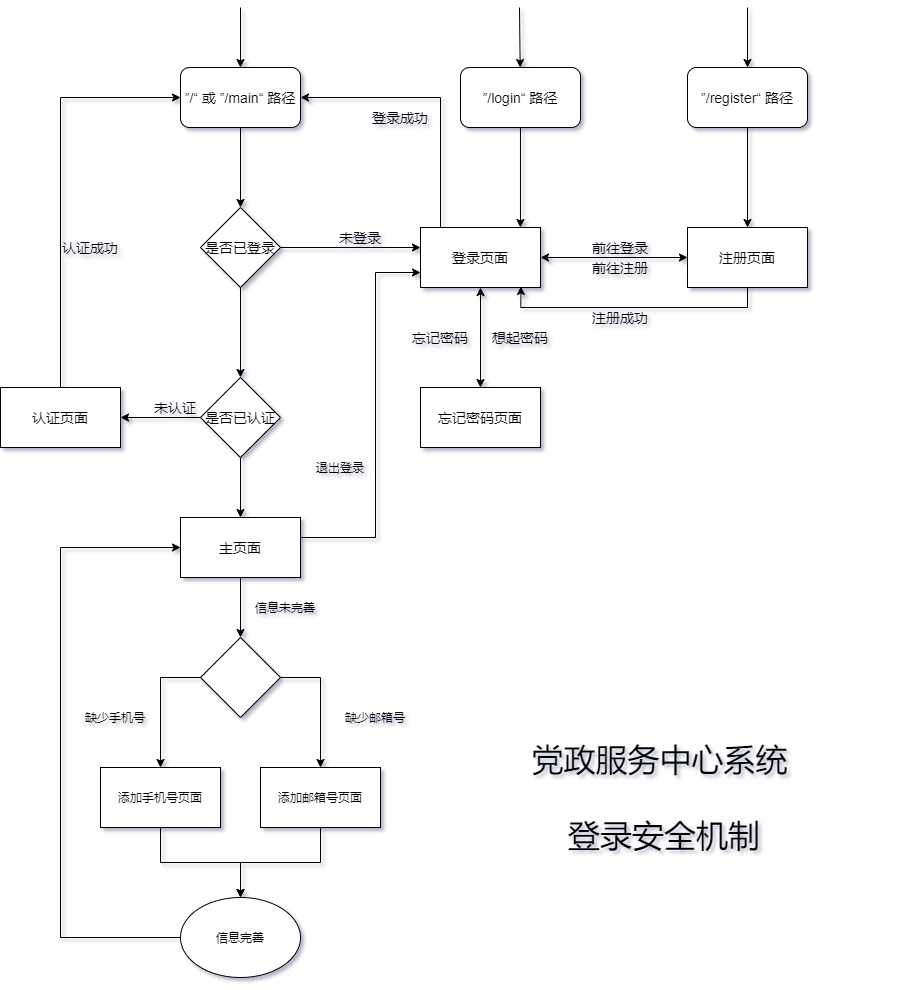 ”/“ 或 ”/main“ 路径
”/login“ 路径
”/register“ 路径
登录成功
认证成功
是否已登录
未登录
登录页面
前往登录
前往注册
注册页面
注册成功
忘记密码
想起密码
认证页面
未认证
是否已认证
忘记密码页面
退出登录
主页面
信息未完善
缺少手机号
缺少邮箱号
党政服务中心系统
添加手机号页面
添加邮箱号页面
登录安全机制
信息完善